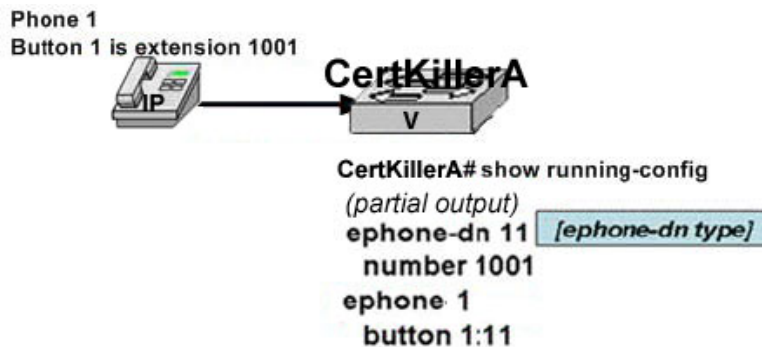 Phone 1
Button 1 is extension 1001
CertKillerA
IP
V
CertKillerA# show running-config
(partial output)
ephone-dn 11 [ephone-dn type]
number 1001
ephone 1
button 1:11